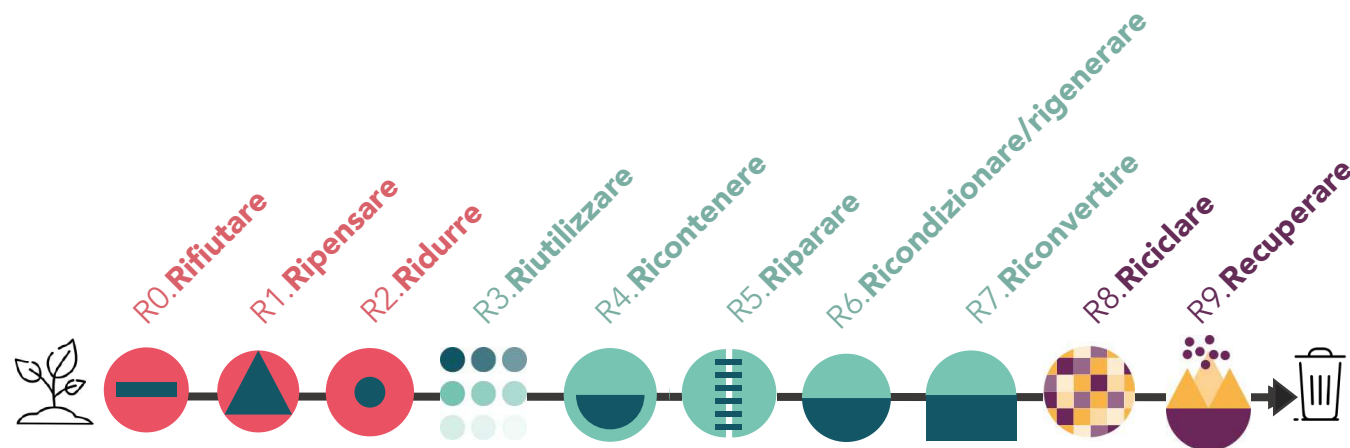 R0.Rifiutare
R1.Ripensare
R2.Ridurre
R3.Riutilizzare
R4.Ricontenere
R5.Riparare
R6.Ricondizionare/rigenerare
R7.Riconvertire
R8.Riciclare
R9.Recuperare